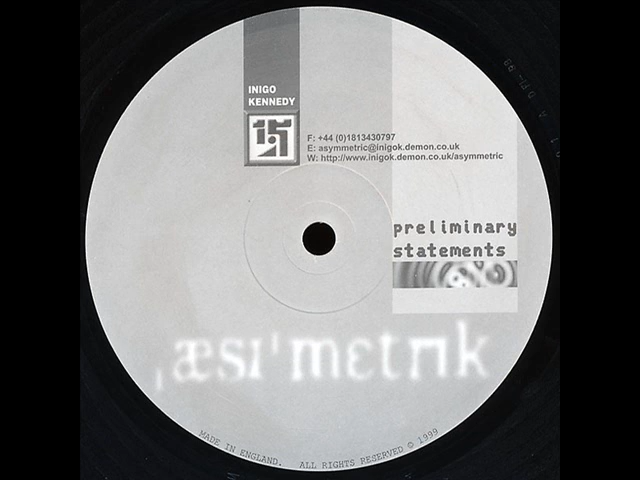 INIGO
KENNEDY
F: +44 (0)1813430797
E: asymmetric@inigok.demon.co.uk
W: http://www.inigok.demon.co.uk/asymmetric
preliminary
statements
ˌæsɪˈmɛtrɪk
MADE IN ENGLAND. ALL RIGHTS RESERVED © 1999